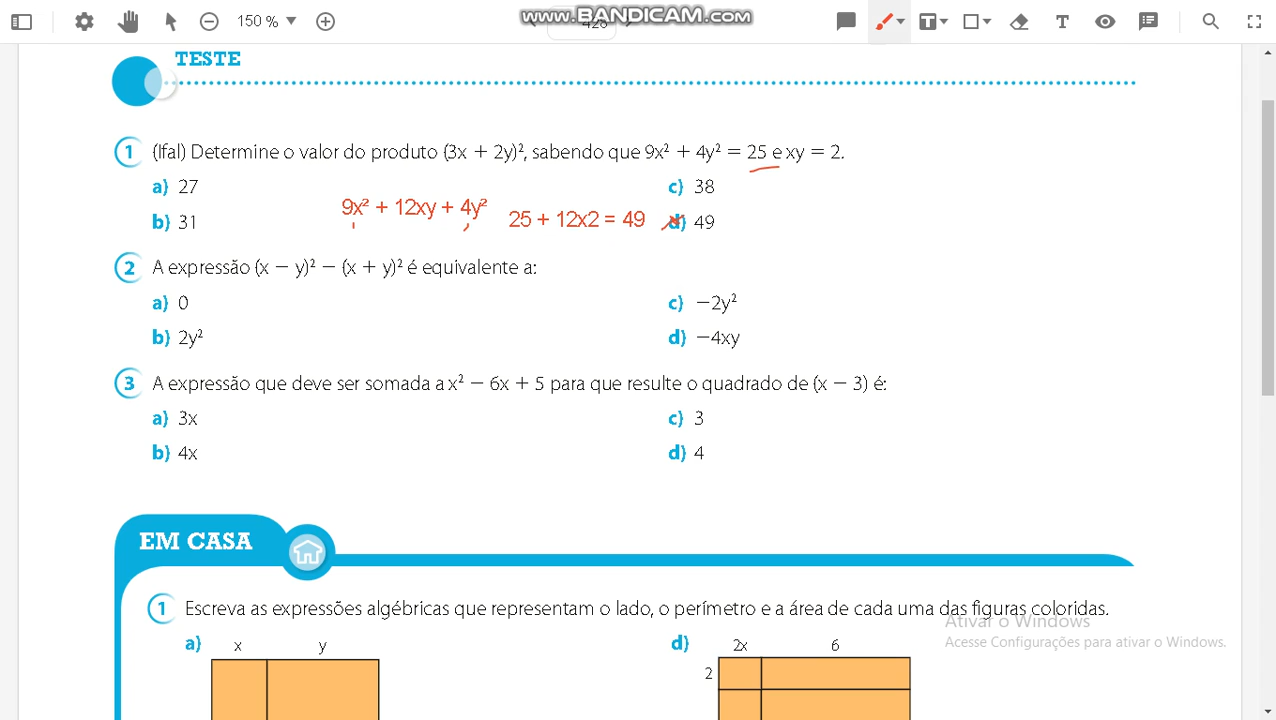 150 %
www.BANDICAM.com
TESTE
1 (Ifal) Determine o valor do produto (3x + 2y)², sabendo que 9x² + 4y² = 25 e xy = 2.
a) 27
c) 38
9x² + 12xy + 4y²
25 + 12x2 = 49
b) 31
d) 49
2 A expressão (x − y)² − (x + y)² é equivalente a:
a) 0
c) −2y²
b) 2y²
d) −4xy
3 A expressão que deve ser somada a x² − 6x + 5 para que resulte o quadrado de (x − 3) é:
a) 3x
c) 3
b) 4x
d) 4
EM CASA
1 Escreva as expressões algébricas que representam o lado, o perímetro e a área de cada uma das figuras coloridas.
Ativar o Windows
Acesse Configurações para ativar o Windows.
a) x y
d) 2x 6
2